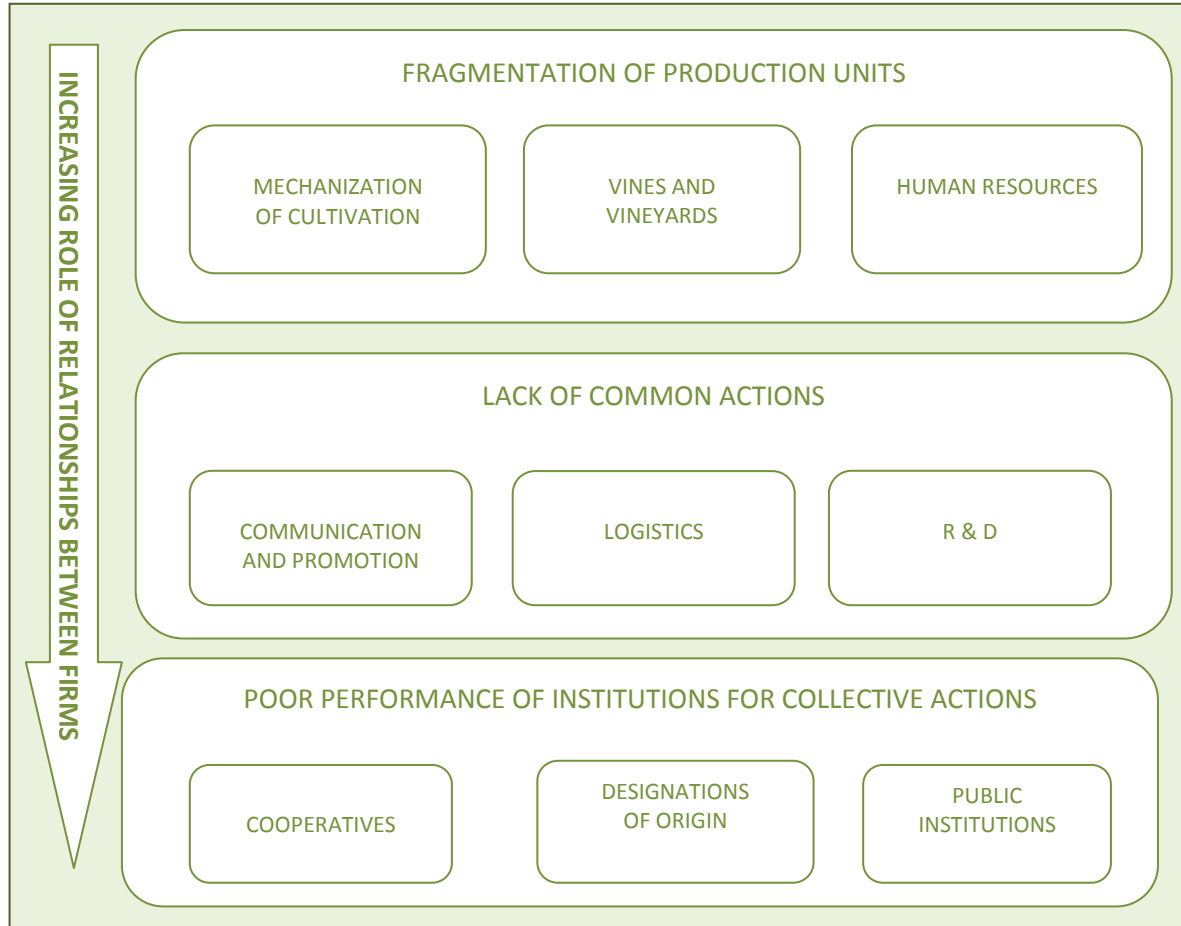 INCREASING ROLE OF RELATIONSHIPS BETWEEN FIRMS
FRAGMENTATION OF PRODUCTION UNITS
MECHANIZATION
OF CULTIVATION
VINES AND
VINEYARDS
HUMAN RESOURCES
LACK OF COMMON ACTIONS
COMMUNICATION
AND PROMOTION
LOGISTICS
R & D
POOR PERFORMANCE OF INSTITUTIONS FOR COLLECTIVE ACTIONS
COOPERATIVES
DESIGNATIONS
OF ORIGIN
PUBLIC
INSTITUTIONS